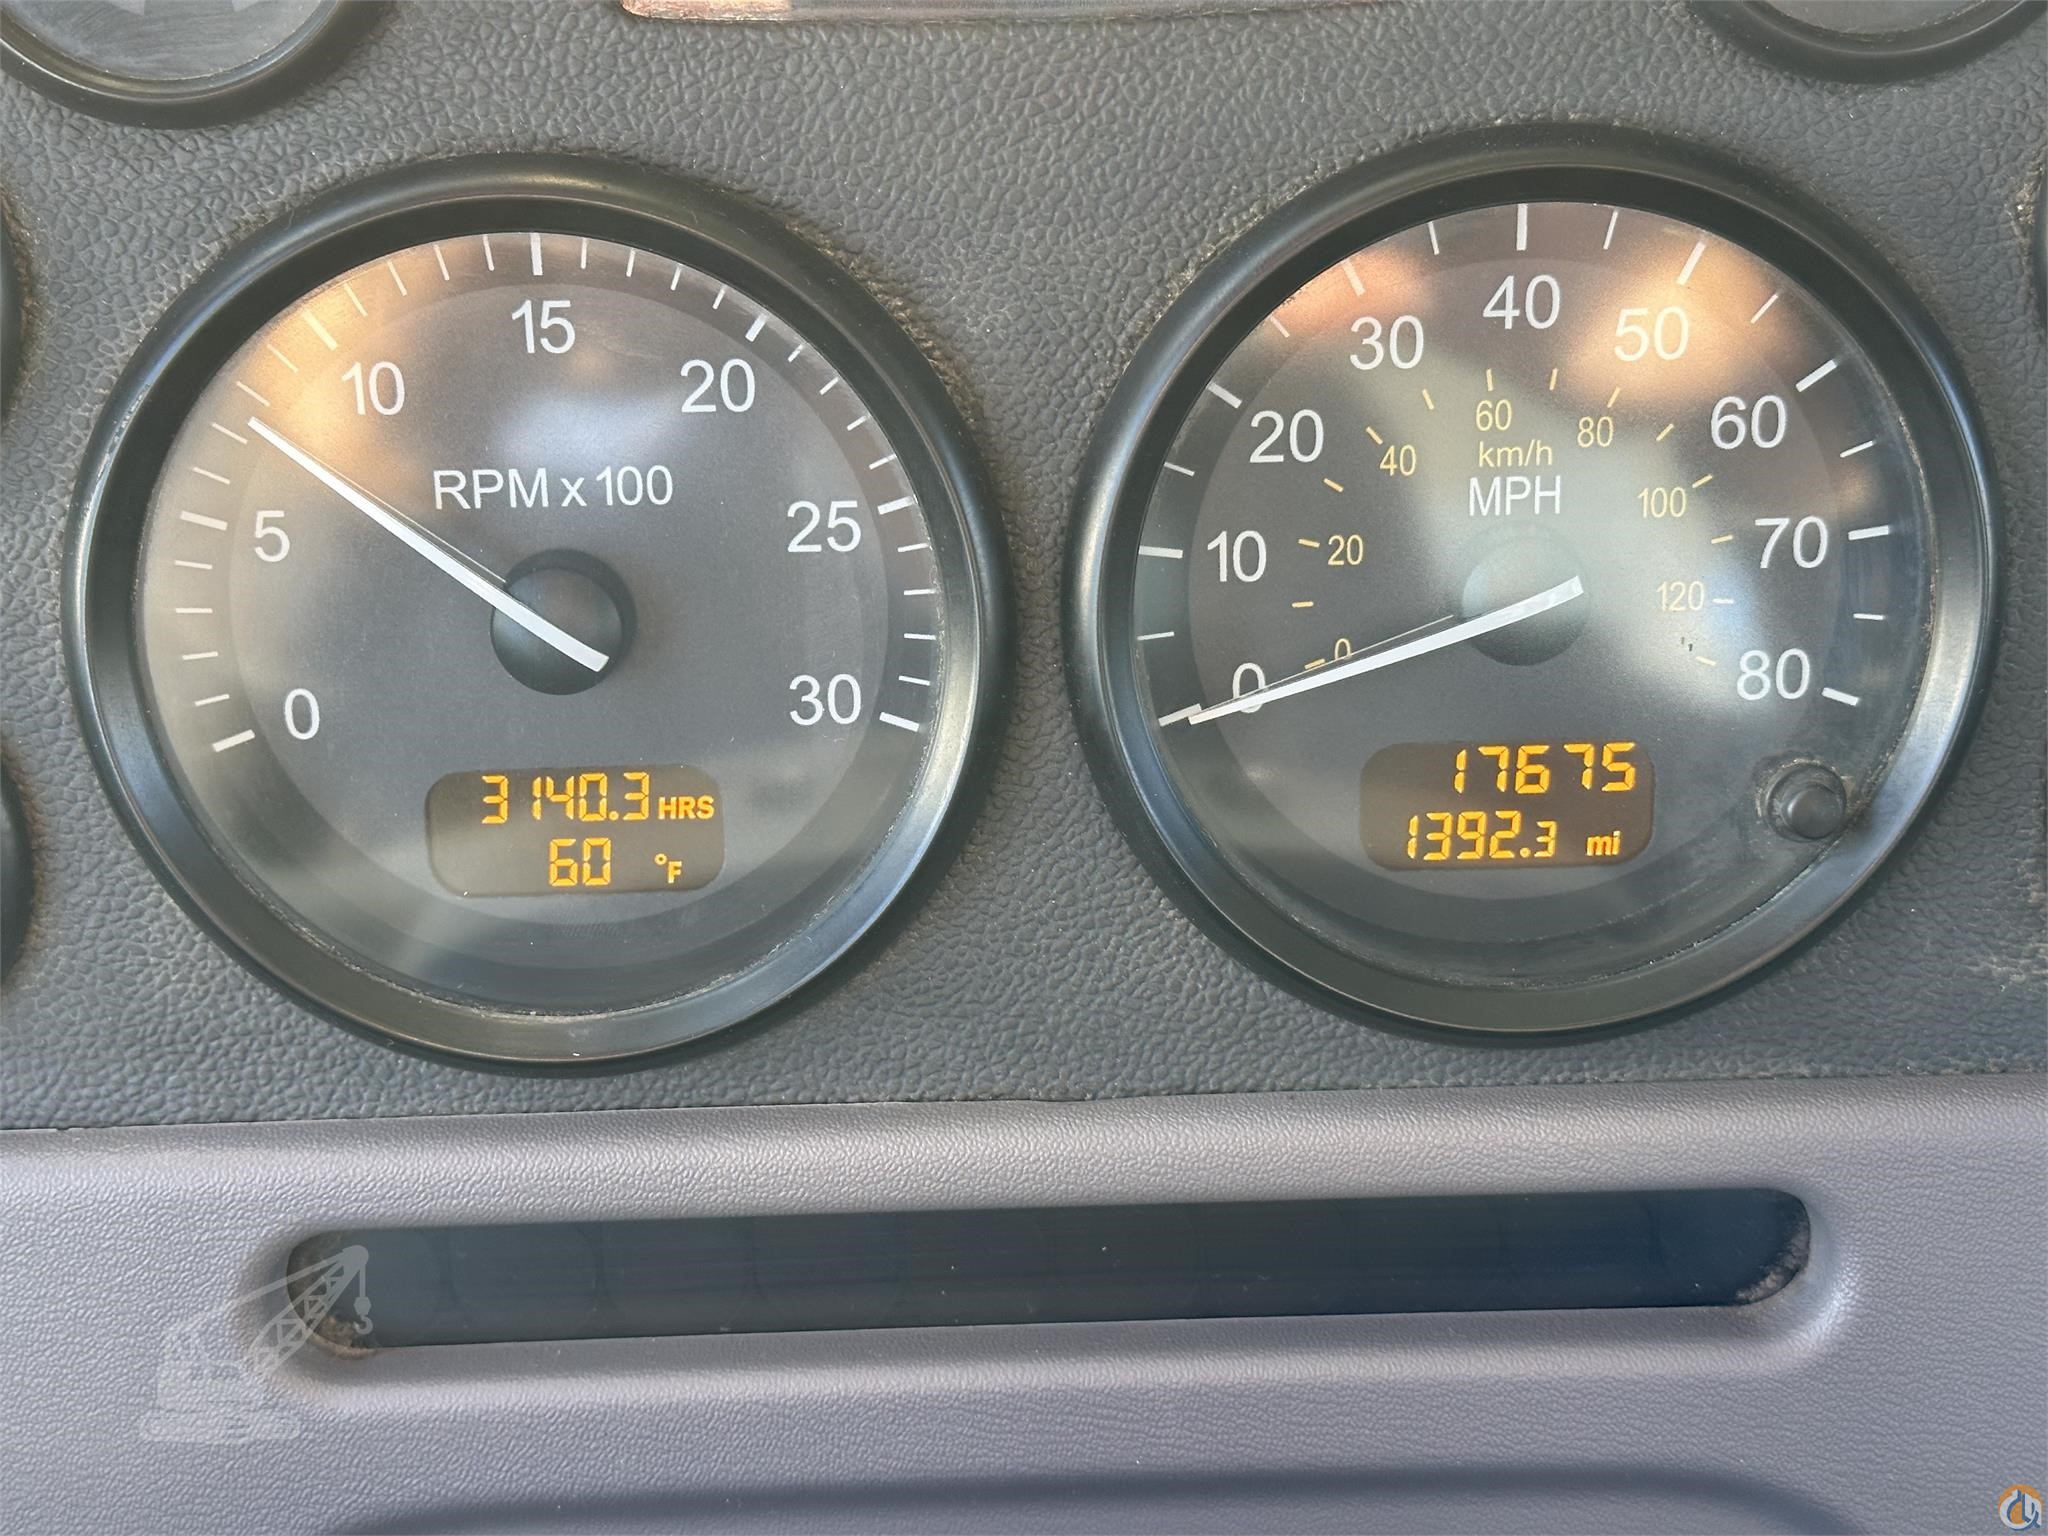 0 5 10 15 20 25 30
RPM x 100
3140.3 HRS
60 °F
0 10 20 30 40 50 60 70 80
0 20 40 60 80 100 120
km/h
MPH
17675
1392.3 mi